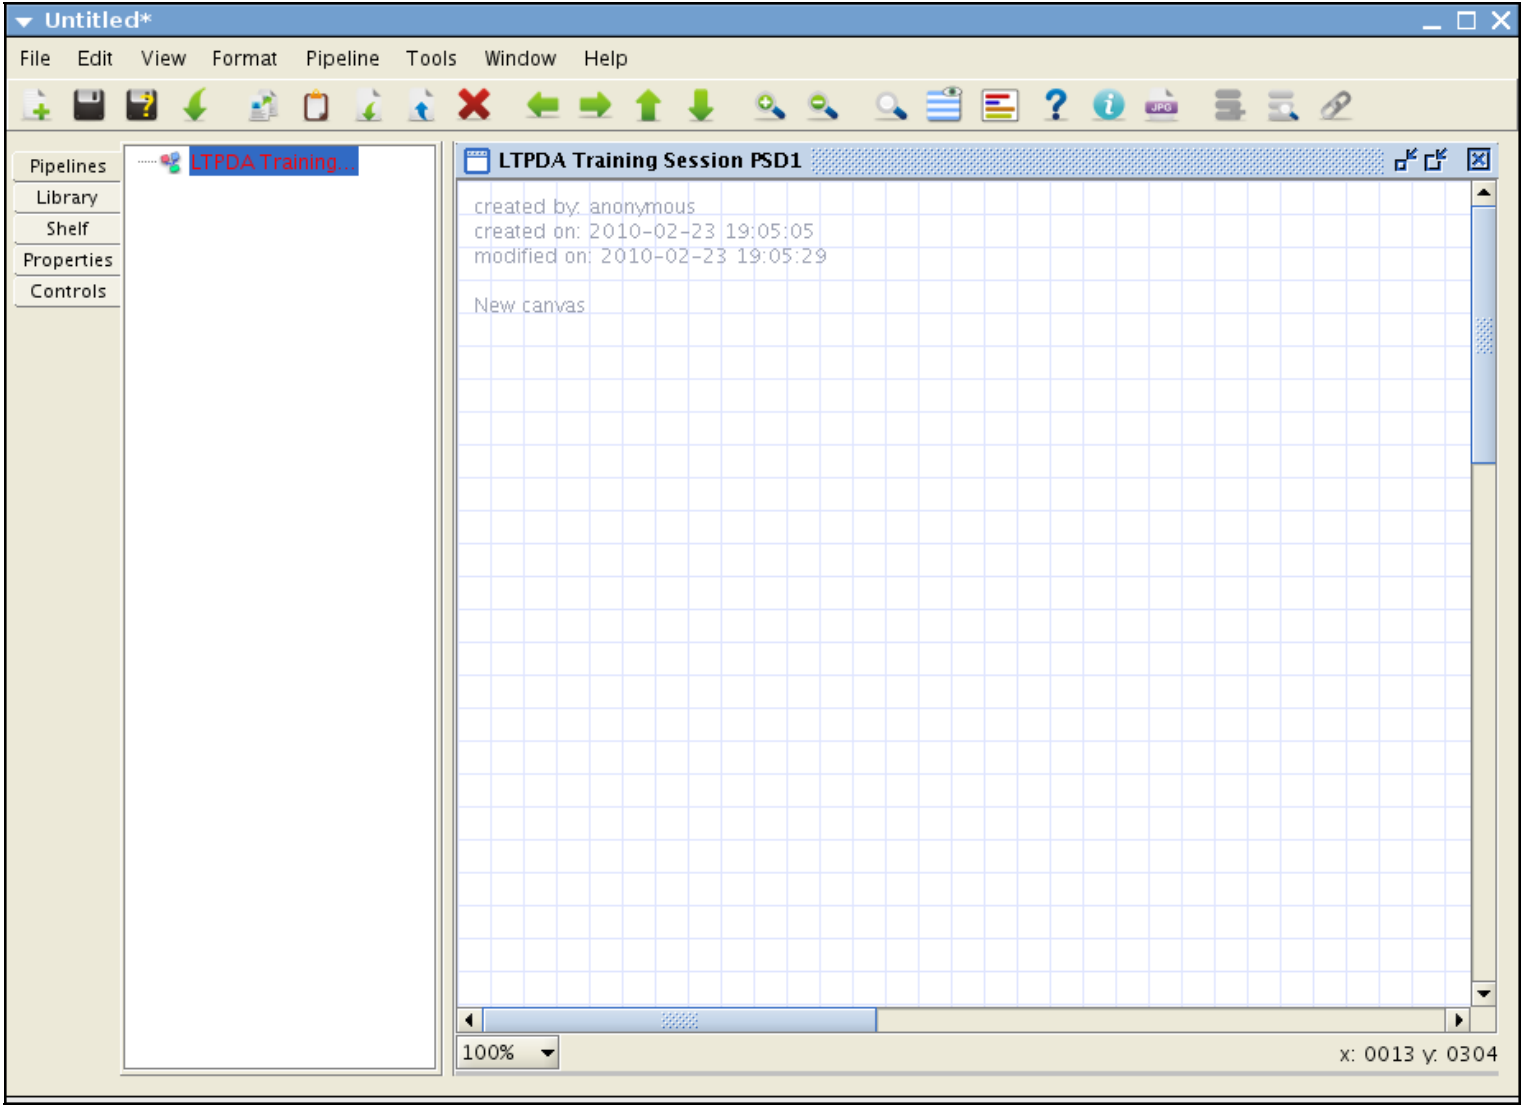 Untitled*
File Edit View Format Pipeline Tools Window Help
JPG
Pipelines
Library
Shelf
Properties
Controls
LTPDA Training...
LTPDA Training Session PSD1
created by: anonymous
created on: 2010-02-23 19:05:05
modified on: 2010-02-23 19:05:29
New canvas
100%
x: 0013 y: 0304